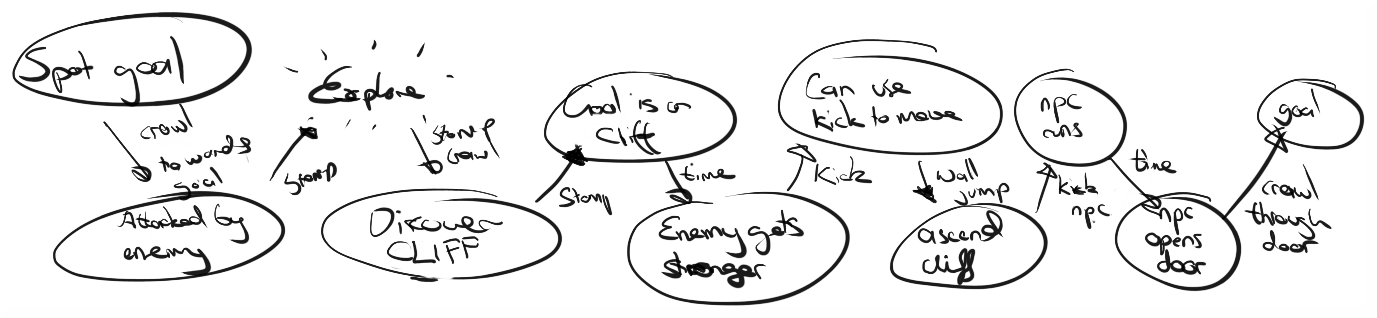 Spot goal
crawl
towards
goal
Attacked by
enemy
stomp
Explore
stomp
crawl
Discover
CLIFF
Stomp
Goal is on
Cliff
time
Enemy gets
stronger
Kick
Can use
kick to move
wall
jump
ascend
cliff
kick
npc
npc
runs
time
npc
opens
door
crawl
through
door
goal